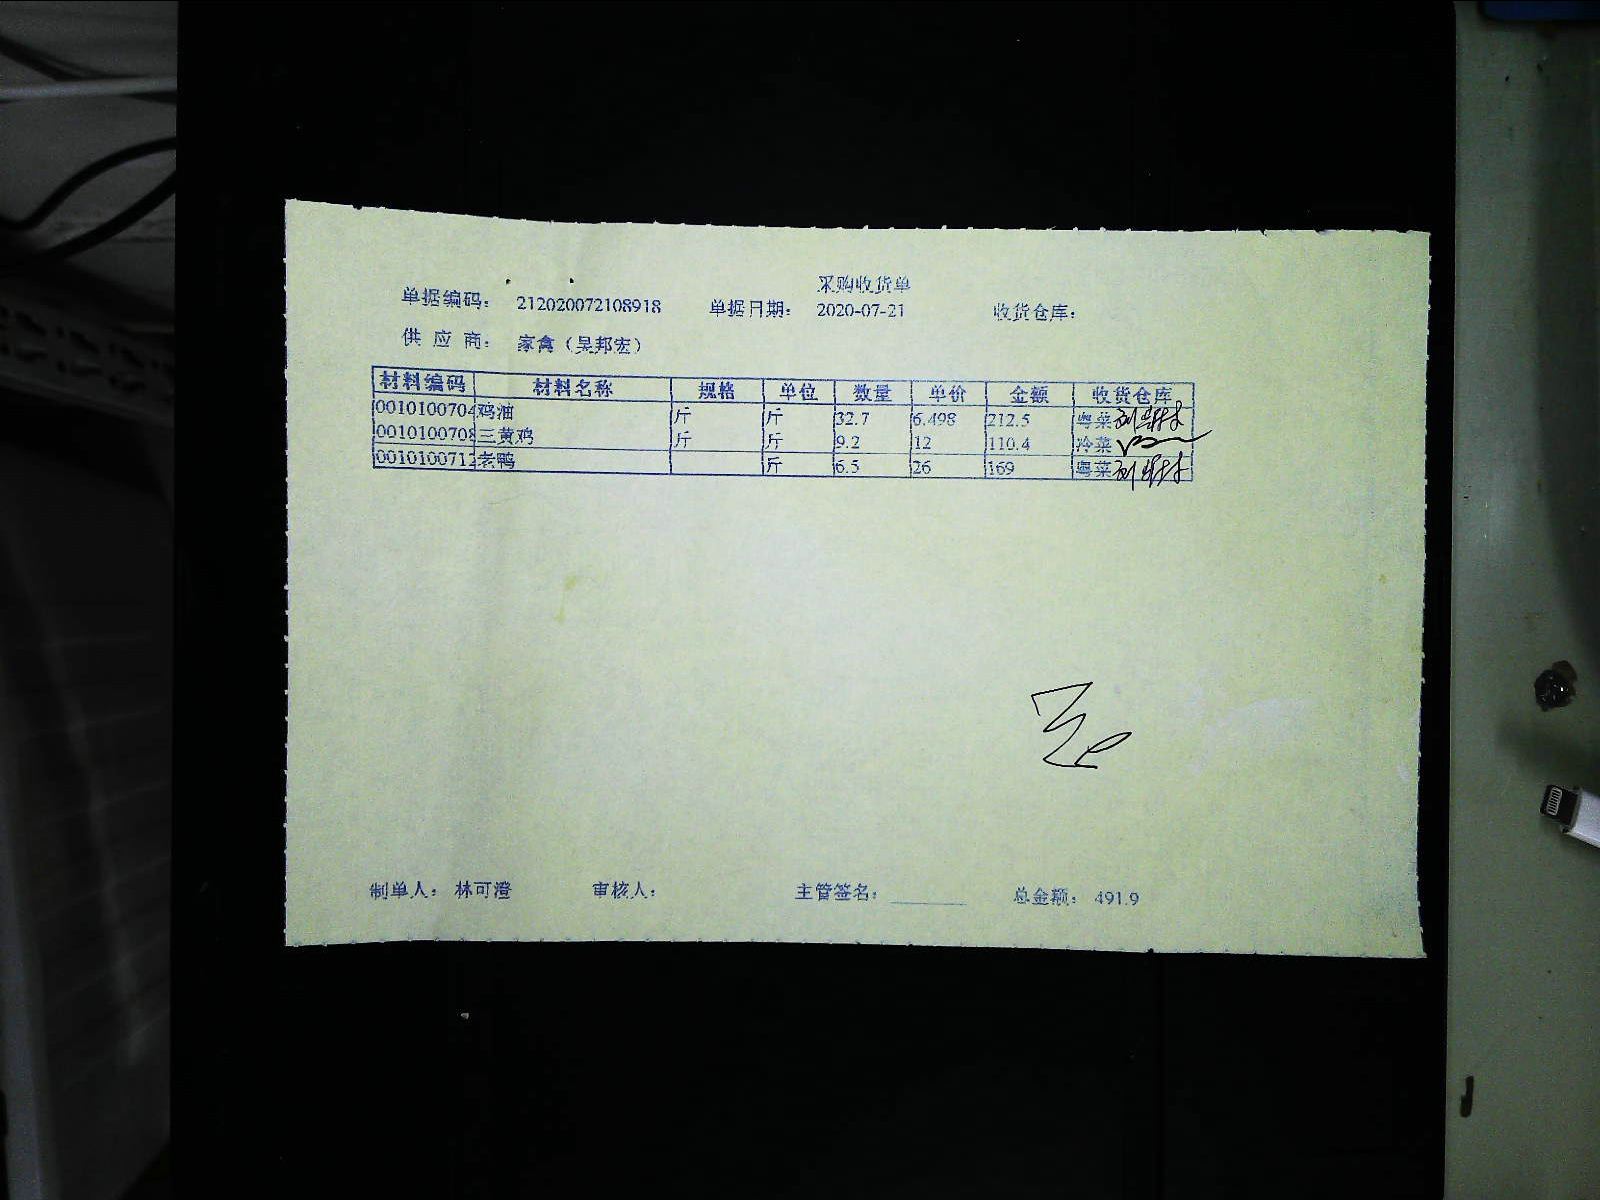 采购收货单
单据编码： 212020072108918 单据日期： 2020-07-21 收货仓库：
供 应 商： 家禽（吴邦宏）
材料编码 材料名称 规格 单位 数量 单价 金额 收货仓库
0010100704 鸡油 斤 斤 32.7 6.498 212.5 粤菜
0010100708 三黄鸡 斤 斤 9.2 12 110.4 冷菜
0010100712 老鸭 斤 6.5 26 169 粤菜
制单人： 林可澄 审核人： 主管签名： 总金额： 491.9